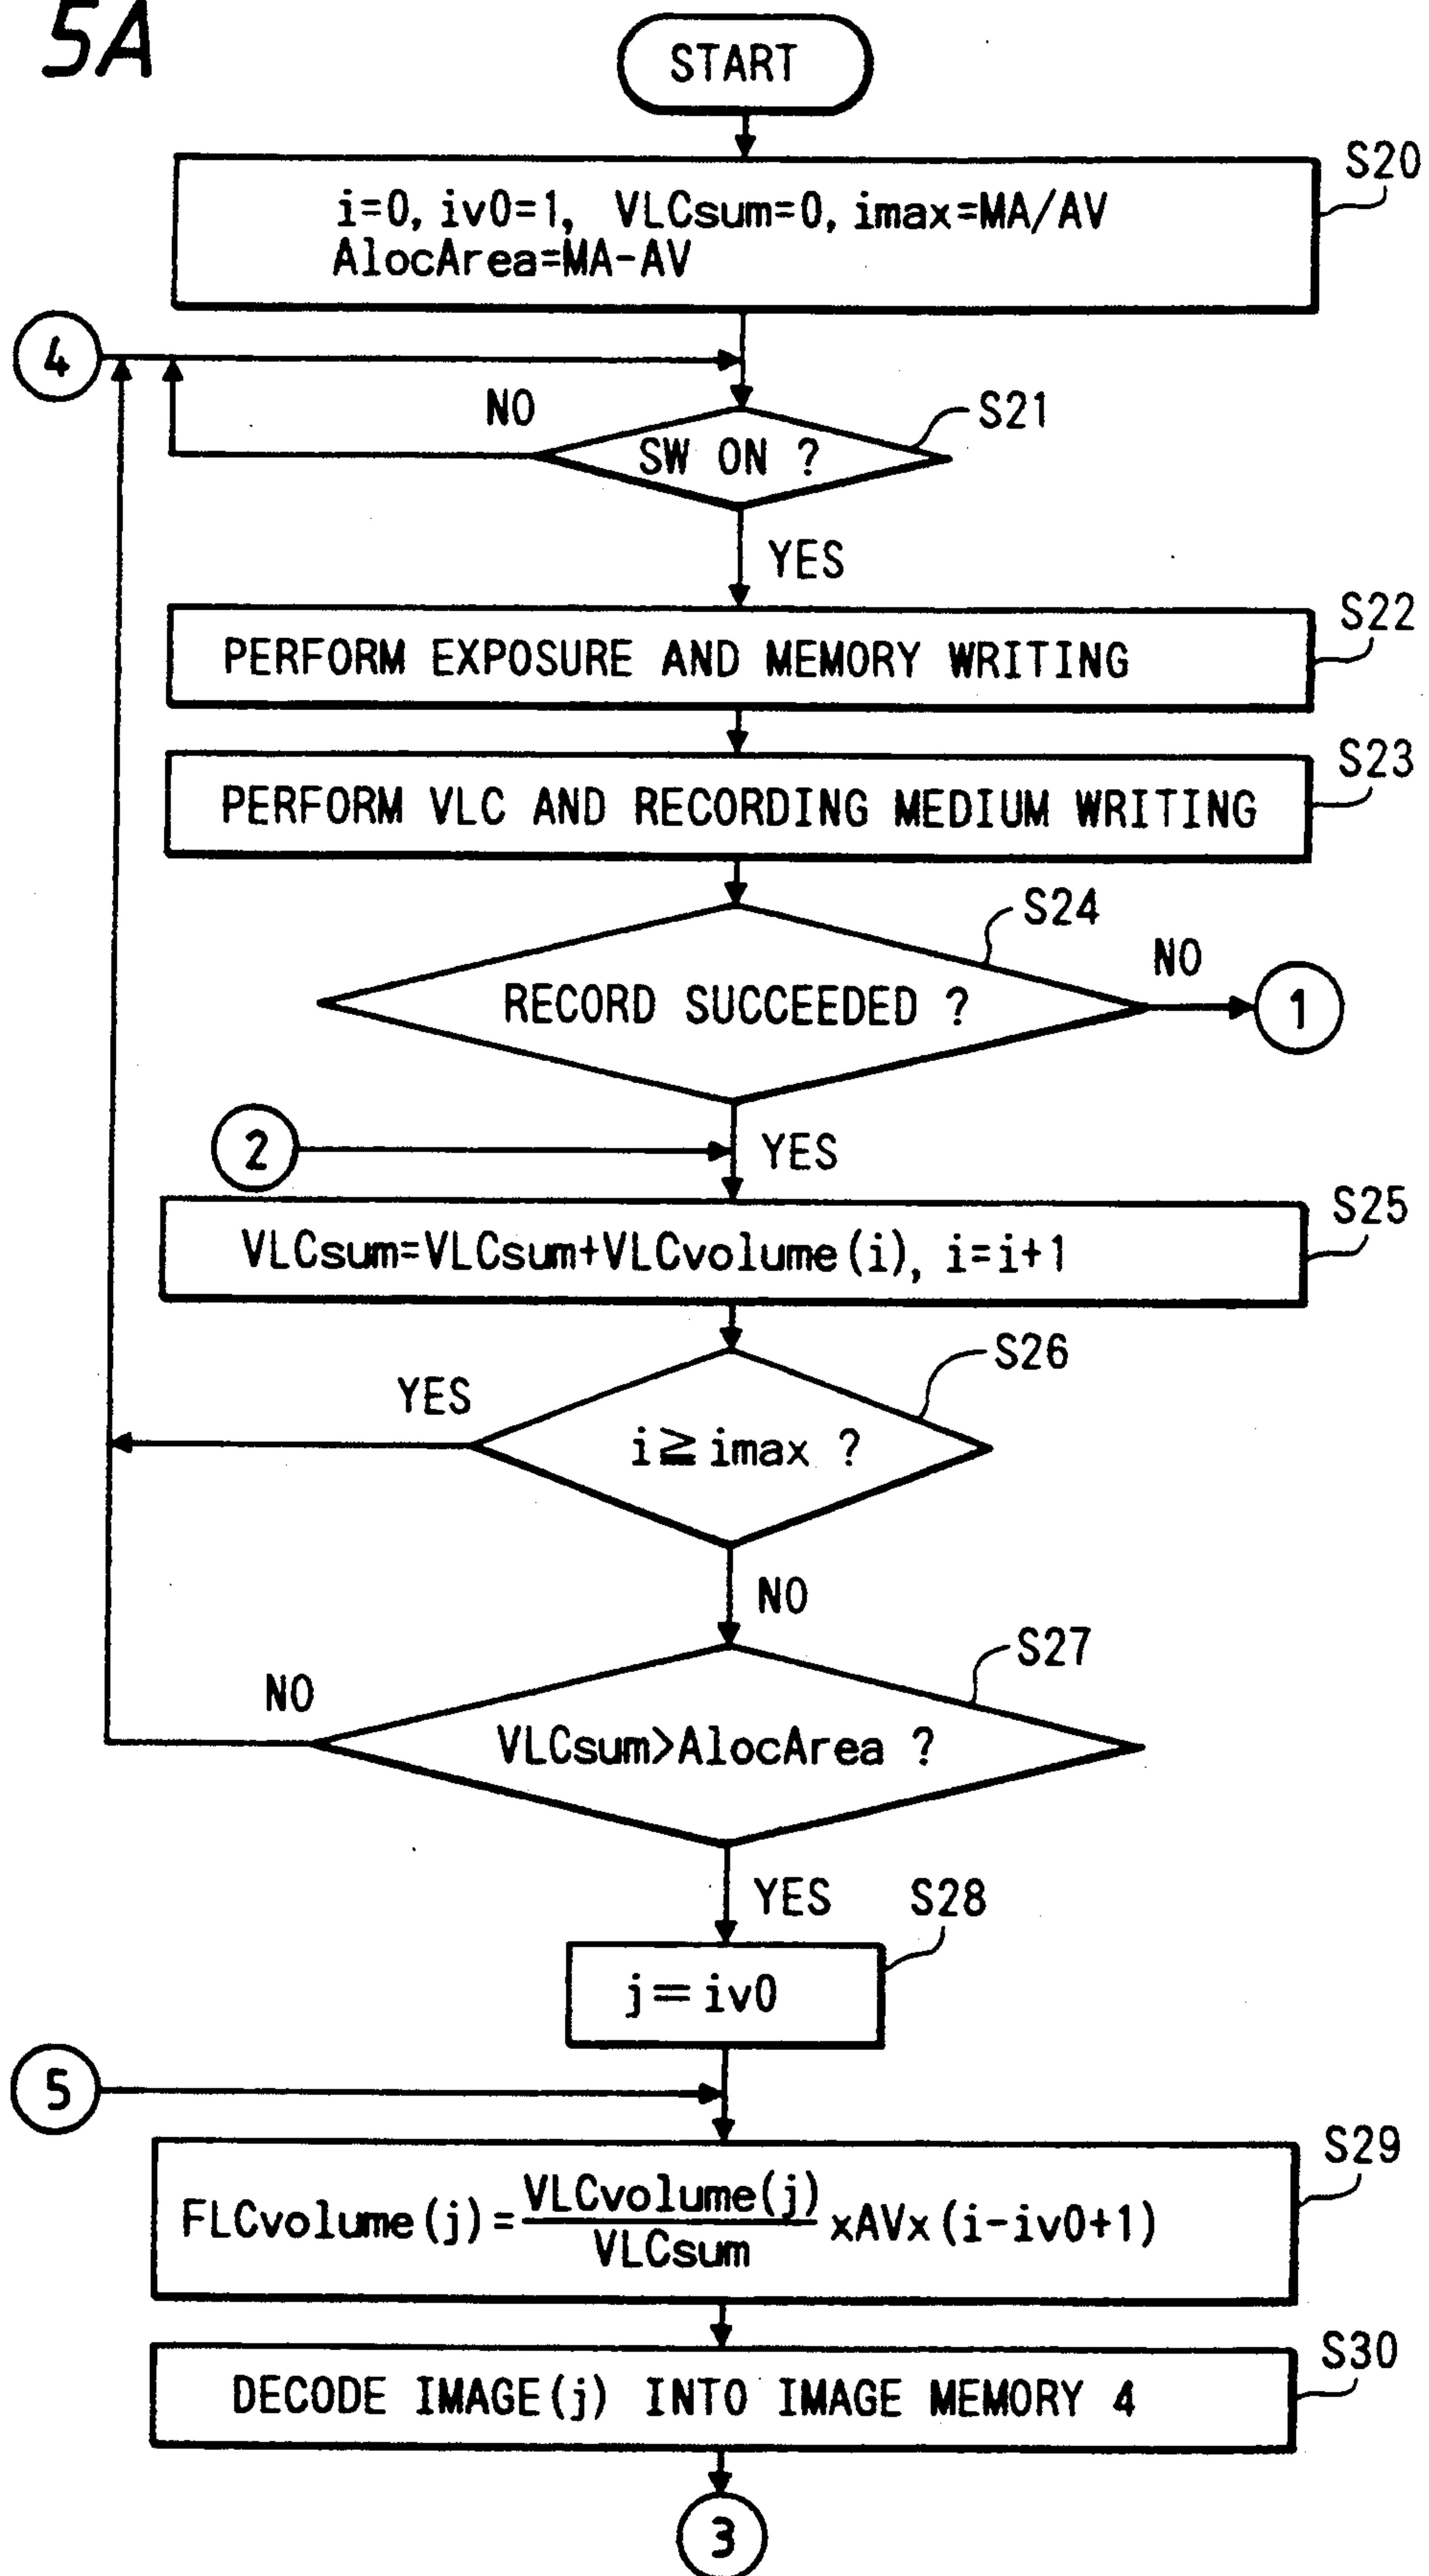 5A
START
S20
i=0, iv0=1, VLCsum=0, imax=MA/AV
AlocArea=MA-AV
4
NO
S21
SW ON ?
YES
S22
PERFORM EXPOSURE AND MEMORY WRITING
S23
PERFORM VLC AND RECORDING MEDIUM WRITING
S24
NO
RECORD SUCCEEDED ?
1
2
YES
S25
VLCsum=VLCsum+VLCvolume(i), i=i+1
S26
YES
i≧imax ?
NO
S27
NO
VLCsum>AlocArea ?
YES
S28
j=iv0
5
S29
VLCvolume(j)
FLCvolume(j)= xAVx(i-iv0+1)
VLCsum
S30
DECODE IMAGE(j) INTO IMAGE MEMORY 4
3